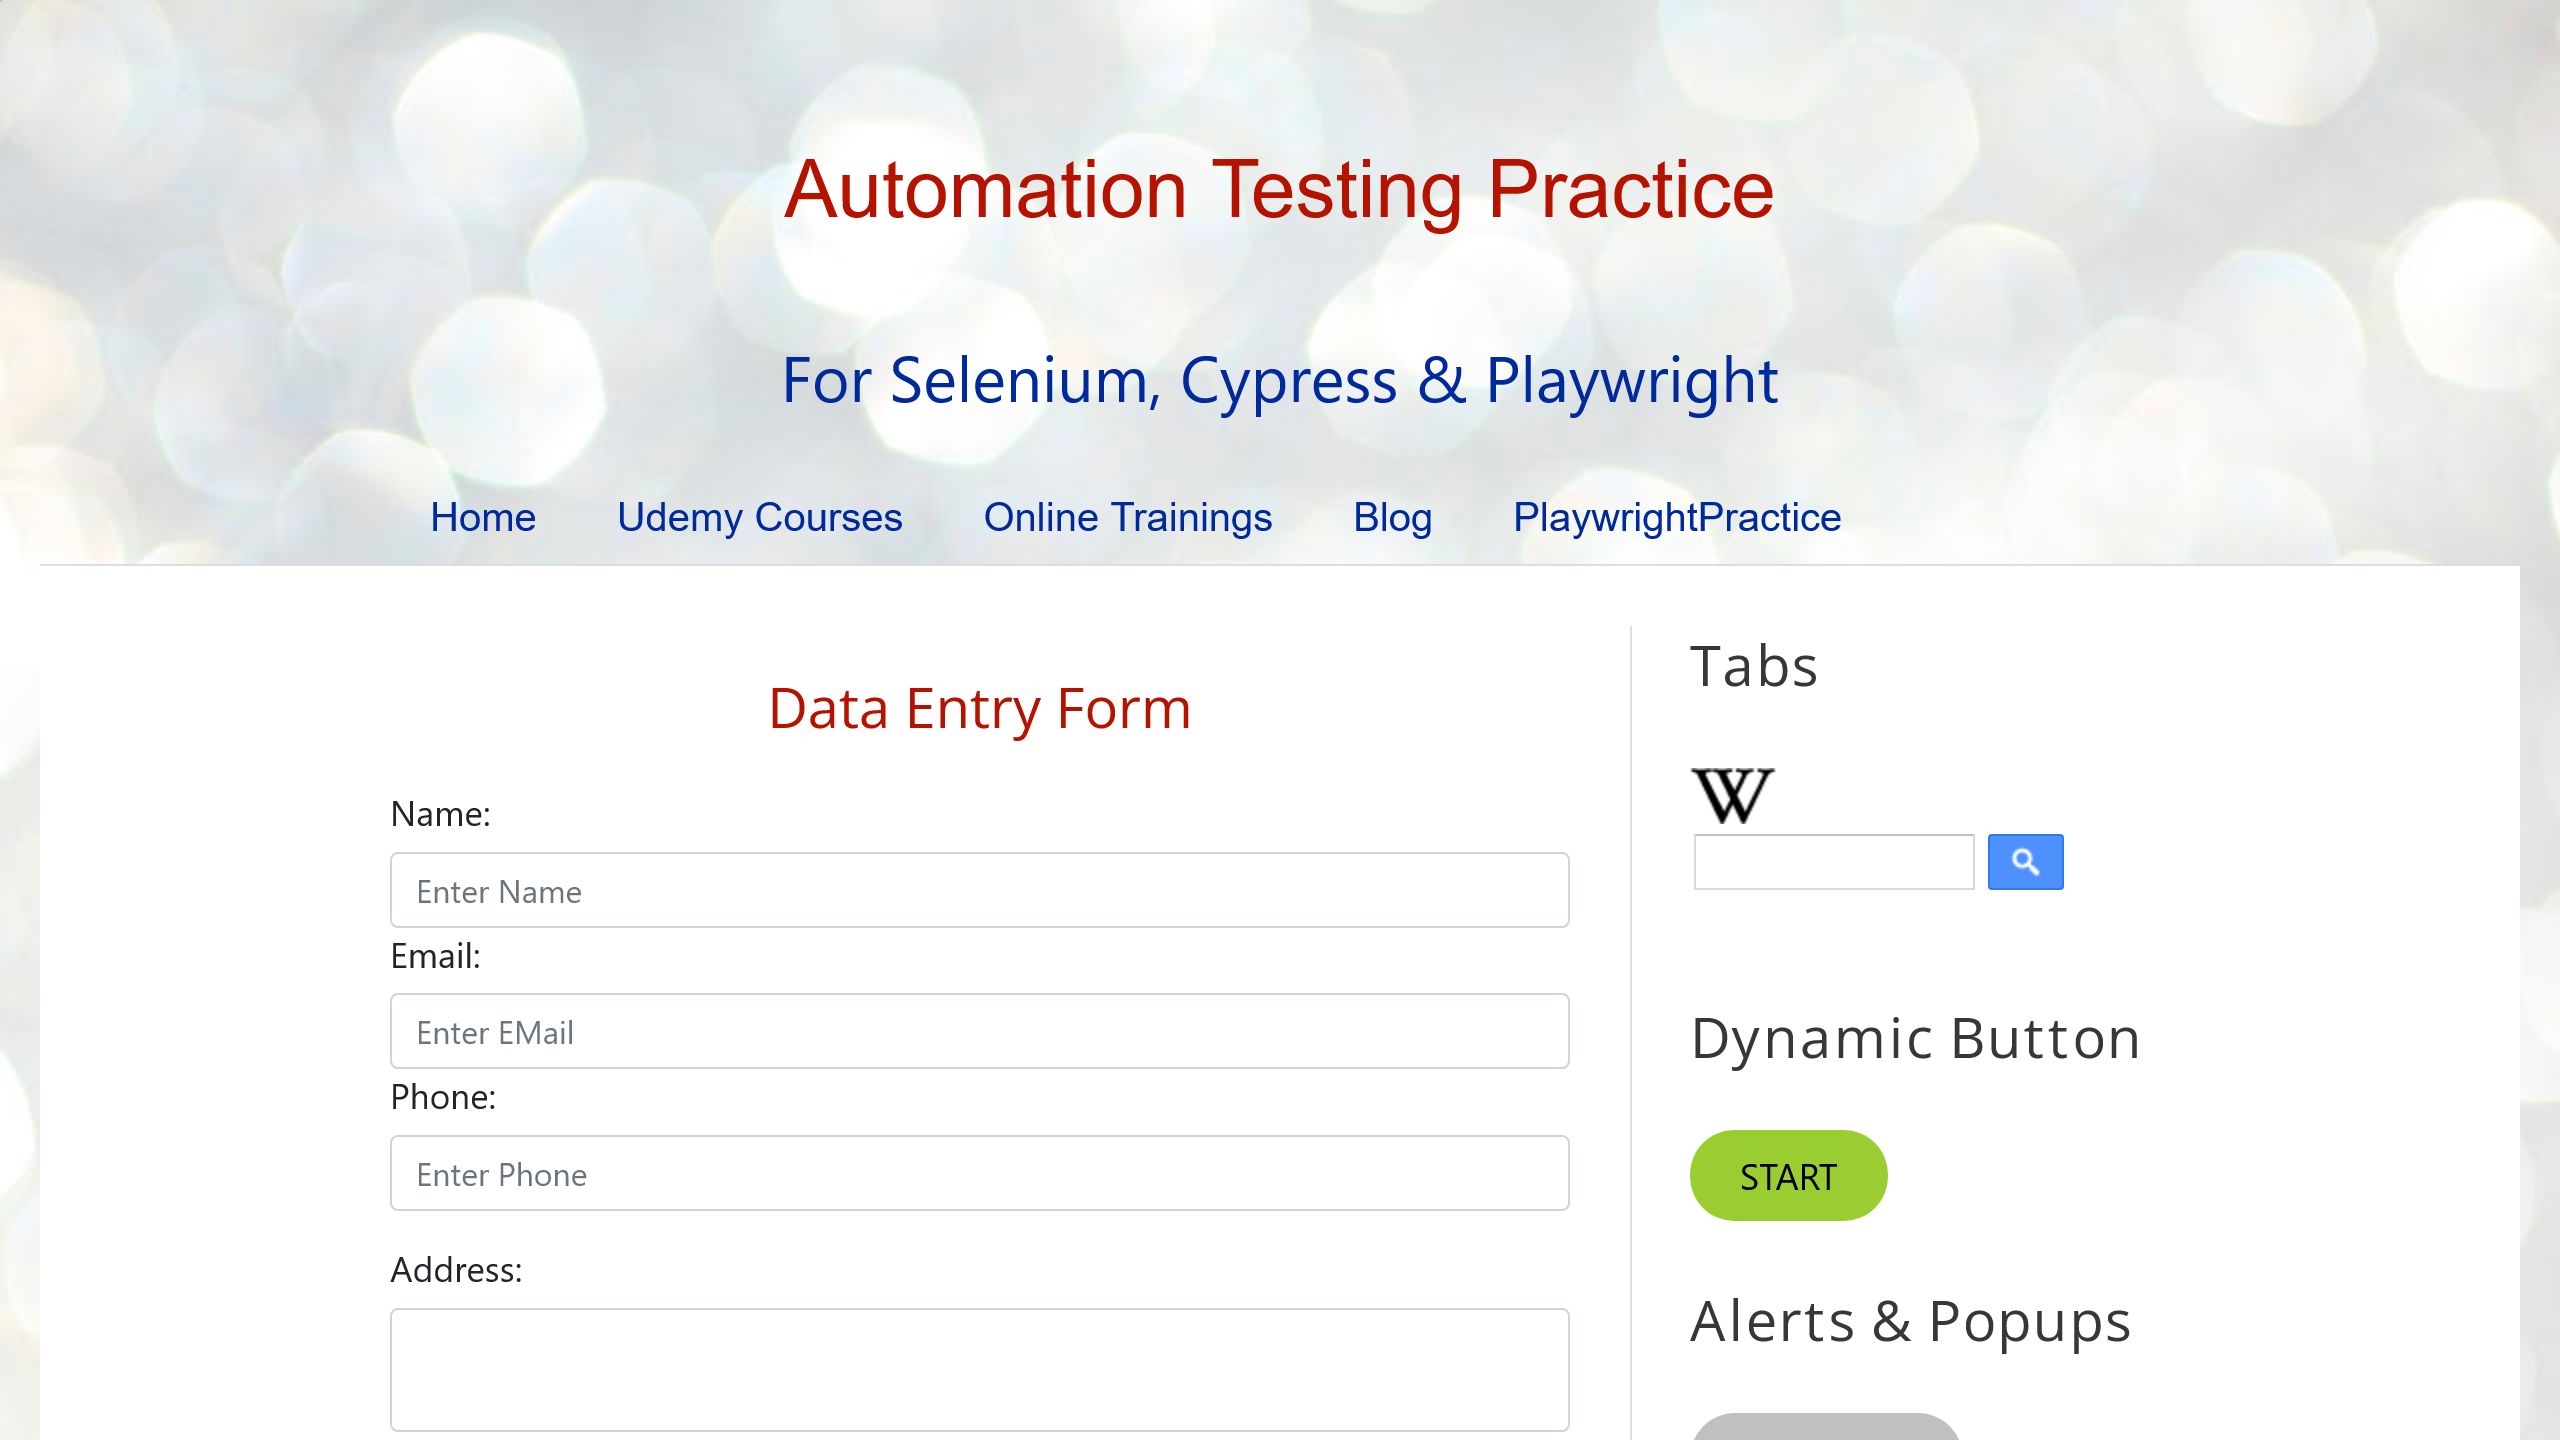 Automation Testing Practice
For Selenium, Cypress & Playwright
Home Udemy Courses Online Trainings Blog PlaywrightPractice
Data Entry Form
Name:
Enter Name
Email:
Enter EMail
Phone:
Enter Phone
Address:
Tabs
W
Dynamic Button
START
Alerts & Popups